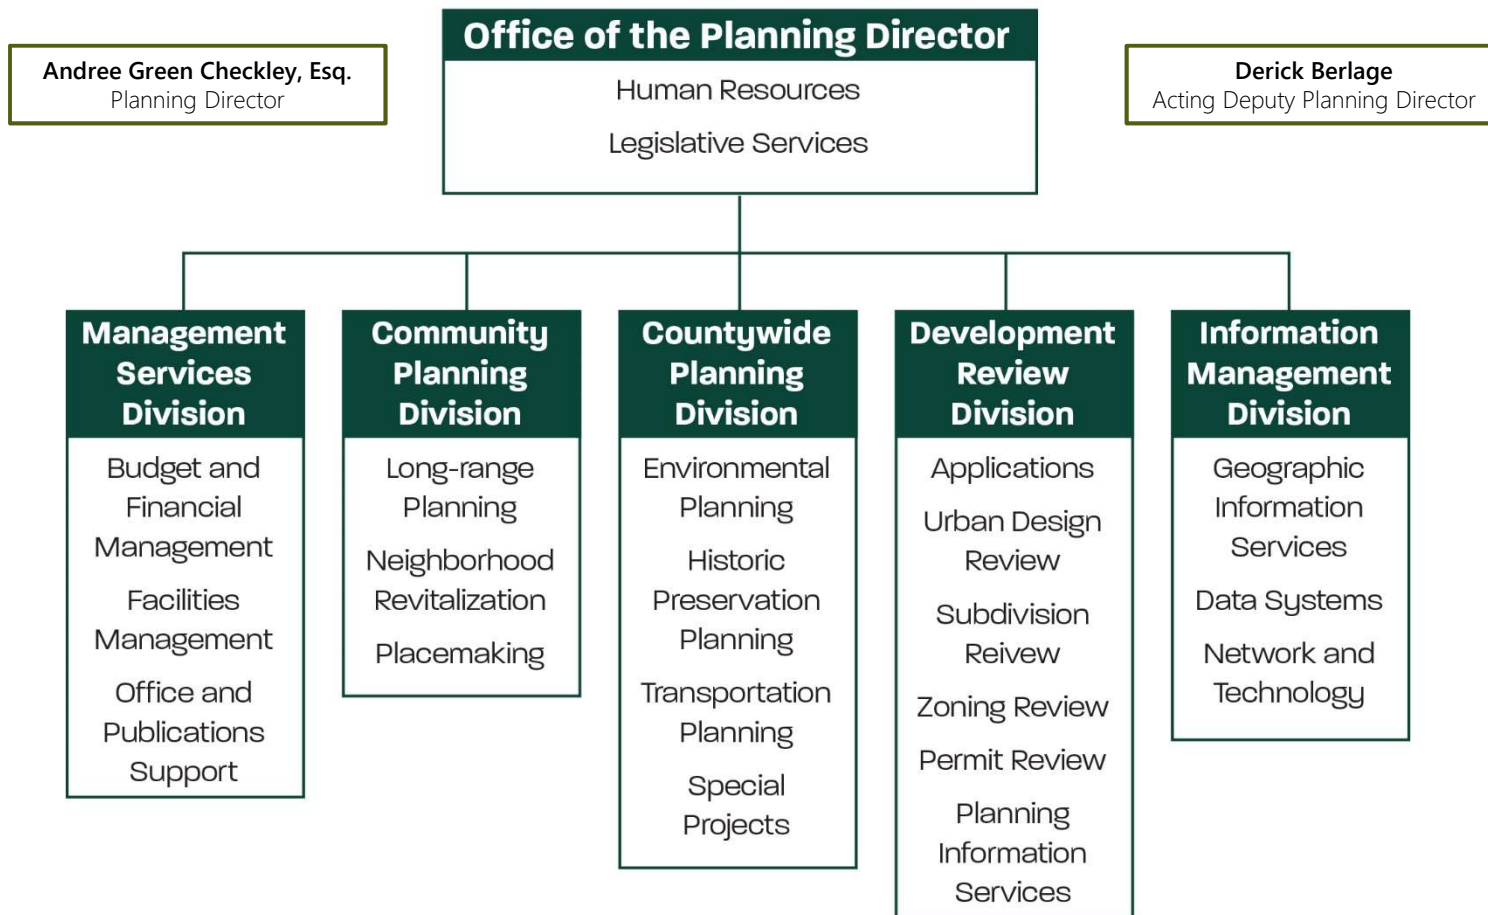 Office of the Planning Director
Human Resources
Legislative Services
Andree Green Checkley, Esq.
Planning Director
Derick Berlage
Acting Deputy Planning Director
Management
Services
Division
Budget and
Financial
Management
Facilities
Management
Office and
Publications
Support
Community
Planning
Division
Long-range
Planning
Neighborhood
Revitalization
Placemaking
Countywide
Planning
Division
Environmental
Planning
Historic
Preservation
Planning
Transportation
Planning
Special
Projects
Development
Review
Division
Applications
Urban Design
Review
Subdivision
Reivew
Zoning Review
Permit Review
Planning
Information
Services
Information
Management
Division
Geographic
Information
Services
Data Systems
Network and
Technology